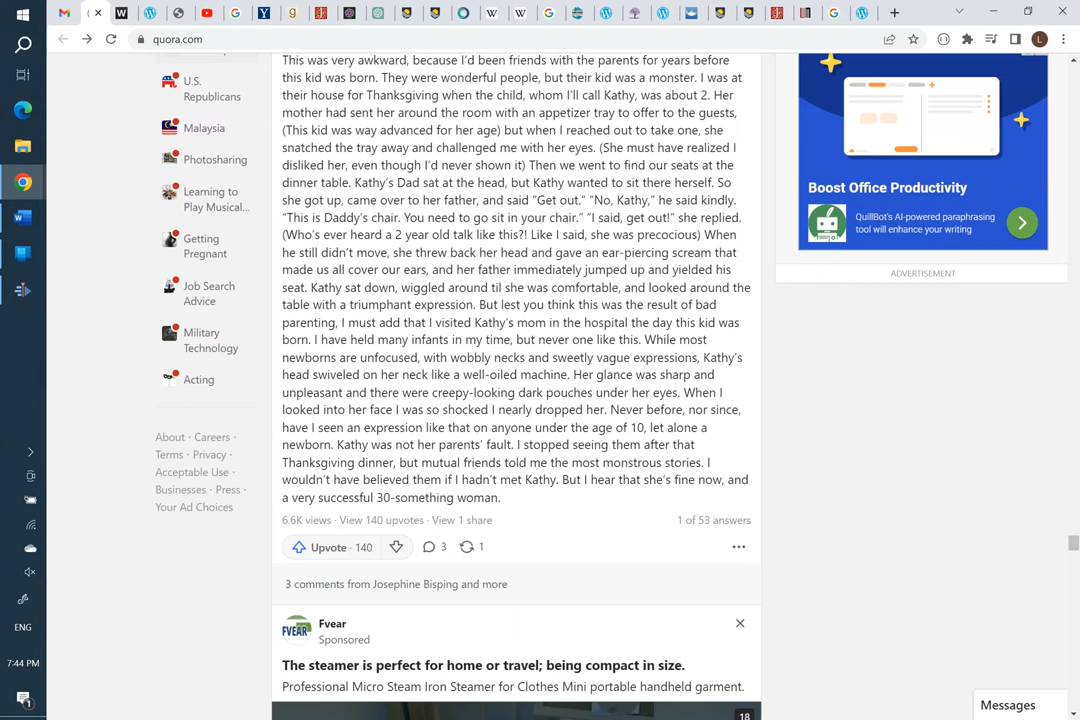 quora.com
L
This was very awkward, because I'd been friends with the parents for years before
this kid was born. They were wonderful people, but their kid was a monster. I was at
their house for Thanksgiving when the child, whom I'll call Kathy, was about 2. Her
mother had sent her around the room with an appetizer tray to offer to the guests,
(This kid was way advanced for her age) but when I reached out to take one, she
snatched the tray away and challenged me with her eyes. (She must have realized I
disliked her, even though I'd never shown it) Then we went to find our seats at the
dinner table. Kathy's Dad sat at the head, but Kathy wanted to sit there herself. So
she got up, came over to her father, and said "Get out." "No, Kathy," he said kindly.
"This is Daddy's chair. You need to go sit in your chair." "I said, get out!" she replied.
(Who's ever heard a 2 year old talk like this?! Like I said, she was precocious) When
he still didn't move, she threw back her head and gave an ear-piercing scream that
made us all cover our ears, and her father immediately jumped up and yielded his
seat. Kathy sat down, wiggled around til she was comfortable, and looked around the
table with a triumphant expression. But lest you think this was the result of bad
parenting, I must add that I visited Kathy's mom in the hospital the day this kid was
born. I have held many infants in my time, but never one like this. While most
newborns are unfocused, with wobbly necks and sweetly vague expressions, Kathy's
head swiveled on her neck like a well-oiled machine. Her glance was sharp and
unpleasant and there were creepy-looking dark pouches under her eyes. When I
looked into her face I was so shocked I nearly dropped her. Never before, nor since,
have I seen an expression like that on anyone under the age of 10, let alone a
newborn. Kathy was not her parents' fault. I stopped seeing them after that
Thanksgiving dinner, but mutual friends told me the most monstrous stories. I
wouldn't have believed them if I hadn't met Kathy. But I hear that she's fine now, and
a very successful 30-something woman.
6.6K views · View 140 upvotes · View 1 share
1 of 53 answers
Upvote · 140
3
1
3 comments from Josephine Bisping and more
Fvear
FVEAR
Sponsored
The steamer is perfect for home or travel; being compact in size.
Professional Micro Steam Iron Steamer for Clothes Mini portable handheld garment.
18
U.S.
Republicans
Malaysia
Photosharing
Learning to
Play Musical...
Getting
Pregnant
Job Search
Advice
Military
Technology
Acting
About · Careers ·
Terms · Privacy ·
Acceptable Use ·
Businesses · Press ·
Your Ad Choices
Boost Office Productivity
QuillBot's AI-powered paraphrasing
tool will enhance your writing
ADVERTISEMENT
Messages
ENG
7:44 PM
1